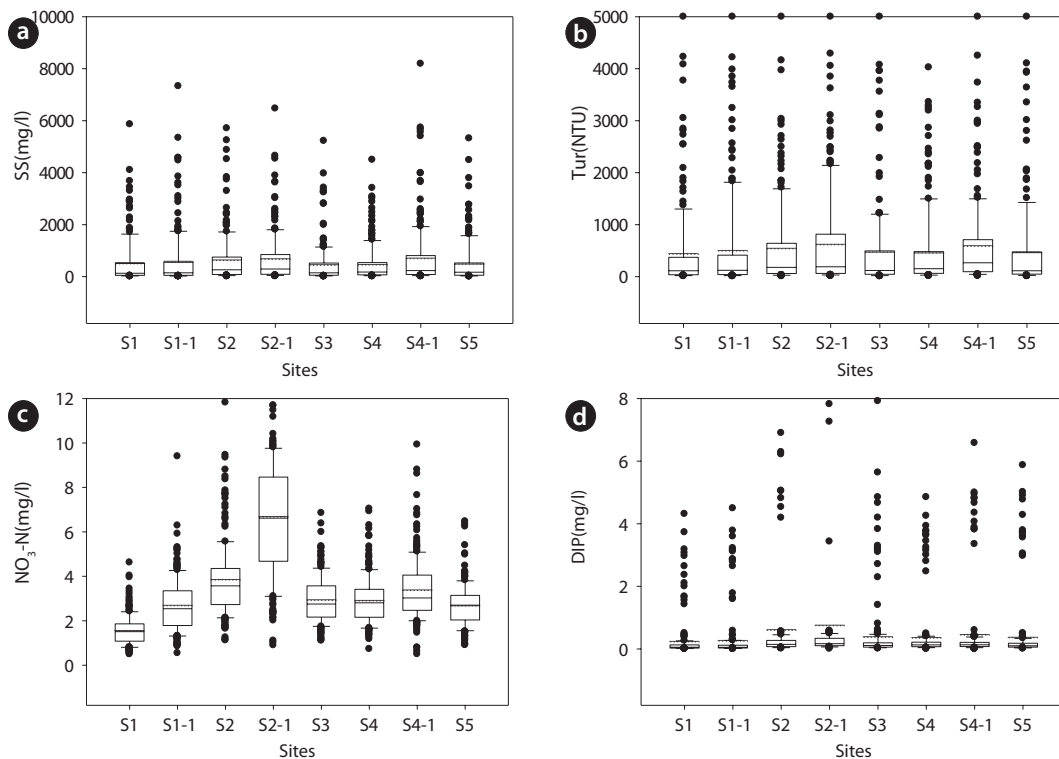 a
SS(mg/l)
10000
8000
6000
4000
2000
0
S1 S1-1 S2 S2-1 S3 S4 S4-1 S5
Sites
b
Tur(NTU)
5000
4000
3000
2000
1000
0
S1 S1-1 S2 S2-1 S3 S4 S4-1 S5
Sites
c
NO₃-N(mg/l)
12
10
8
6
4
2
0
S1 S1-1 S2 S2-1 S3 S4 S4-1 S5
Sites
d
DIP(mg/l)
8
6
4
2
0
S1 S1-1 S2 S2-1 S3 S4 S4-1 S5
Sites